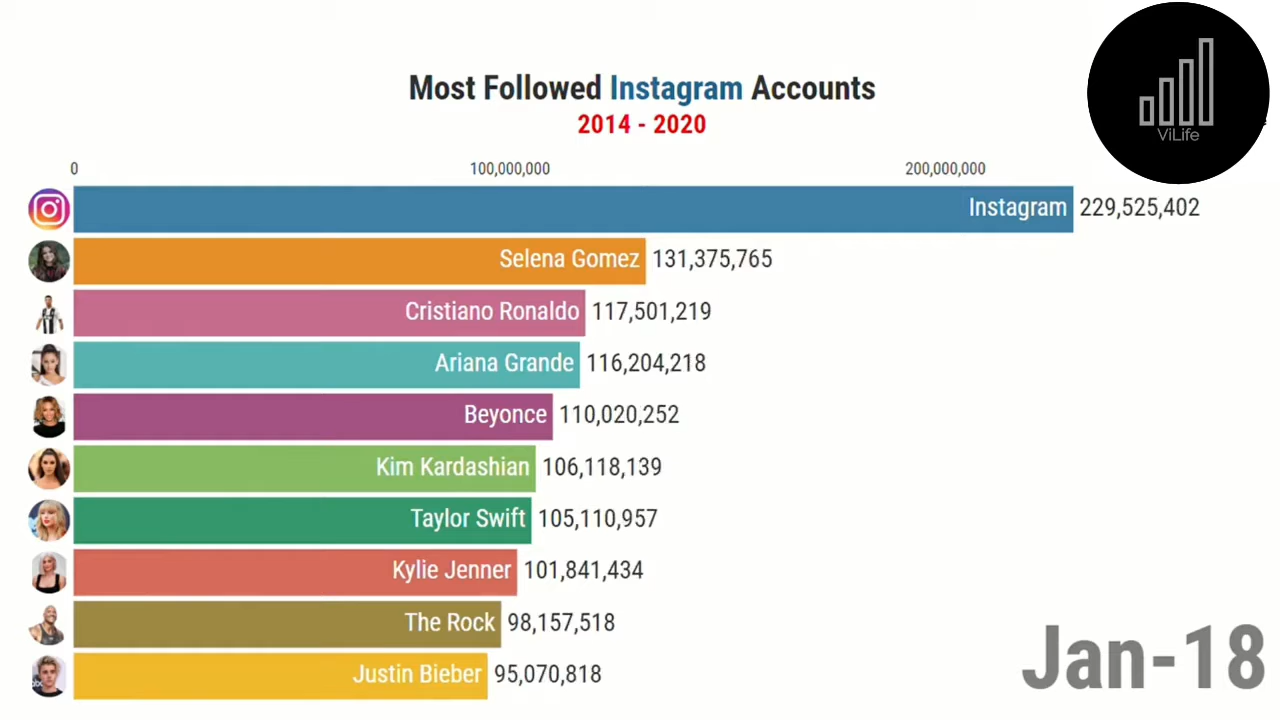 Most Followed Instagram Accounts
2014 - 2020
ViLife
0 100,000,000 200,000,000
Instagram 229,525,402
Selena Gomez 131,375,765
Cristiano Ronaldo 117,501,219
Ariana Grande 116,204,218
Beyonce 110,020,252
Kim Kardashian 106,118,139
Taylor Swift 105,110,957
Kylie Jenner 101,841,434
The Rock 98,157,518
Justin Bieber 95,070,818
Jan-18